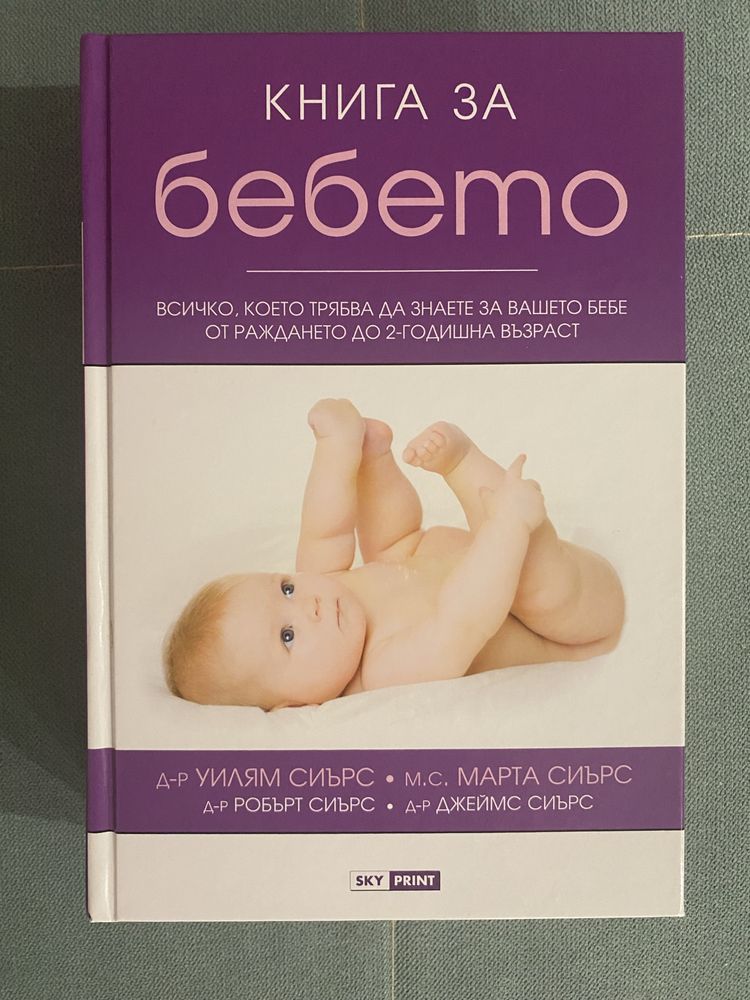 КНИГА ЗА
бебето
ВСИЧКО, КОЕТО ТРЯБВА ДА ЗНАЕТЕ ЗА ВАШЕТО БЕБЕ
ОТ РАЖДАНЕТО ДО 2-ГОДИШНА ВЪЗРАСТ
Д-Р УИЛЯМ СИЪРС • М.С. МАРТА СИЪРС
Д-Р РОБЪРТ СИЪРС • Д-Р ДЖЕЙМС СИЪРС
SKY PRINT